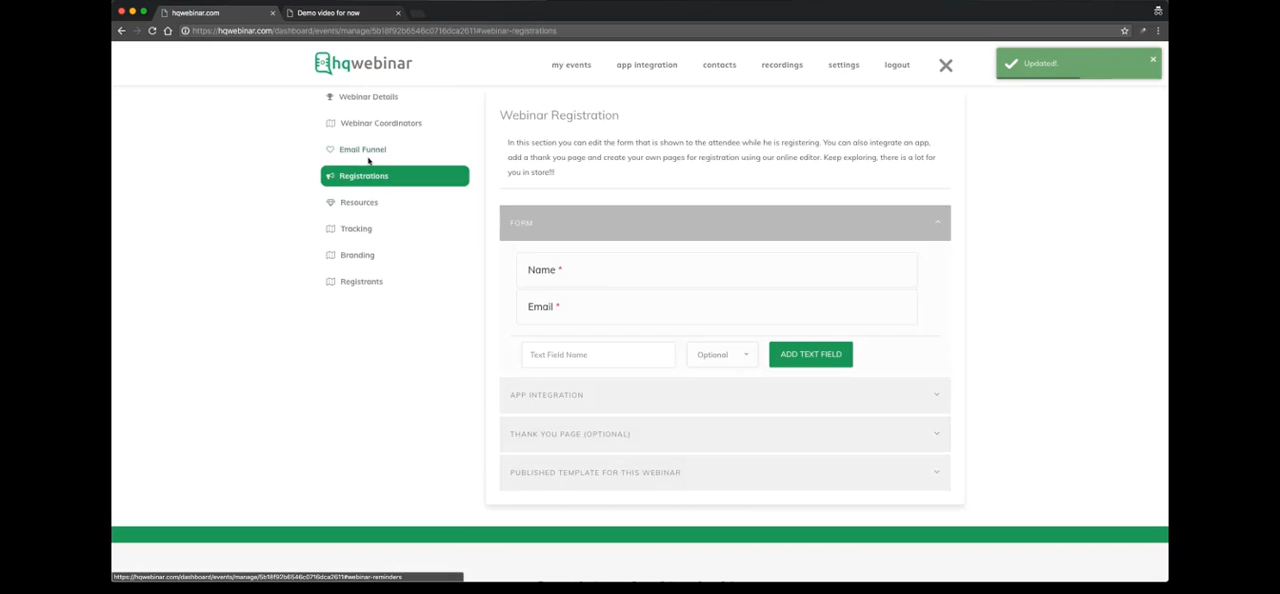 hqwebinar.com
Demo video for now
https://hqwebinar.com/dashboard/events/manage/5b18f92b6546c0716dca2611#webinar-registrations
hqwebinar
my events
app integration
contacts
recordings
settings
logout
Updated!.
Webinar Details
Webinar Coordinators
Email Funnel
Registrations
Resources
Tracking
Branding
Registrants
Webinar Registration
In this section you can edit the form that is shown to the attendee while he is registering. You can also integrate an app,
add a thank you page and create your own pages for registration using our online editor. Keep exploring, there is a lot for
you in store!!!
FORM
Name *
Email *
Text Field Name
Optional
ADD TEXT FIELD
APP INTEGRATION
THANK YOU PAGE (OPTIONAL)
PUBLISHED TEMPLATE FOR THIS WEBINAR
https://hqwebinar.com/dashboard/events/manage/5b18f92b6546c0716dca2611#webinar-reminders